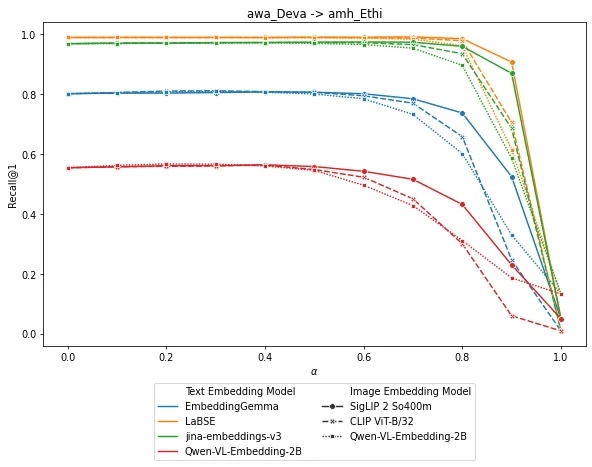 awa_Deva -> amh_Ethi
Recall@1
1.0
0.8
0.6
0.4
0.2
0.0
0.0 0.2 0.4 0.6 0.8 1.0
α
Text Embedding Model Image Embedding Model
EmbeddingGemma SigLIP 2 So400m
LaBSE CLIP ViT-B/32
jina-embeddings-v3 Qwen-VL-Embedding-2B
Qwen-VL-Embedding-2B